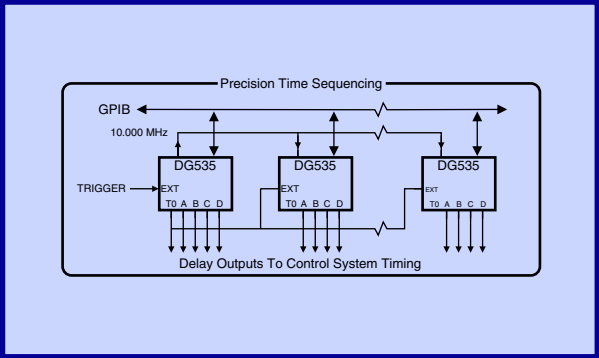 Precision Time Sequencing
GPIB
10.000 MHz
DG535 DG535 DG535
TRIGGER EXT EXT EXT
T0 A B C D T0 A B C D T0 A B C D
Delay Outputs To Control System Timing